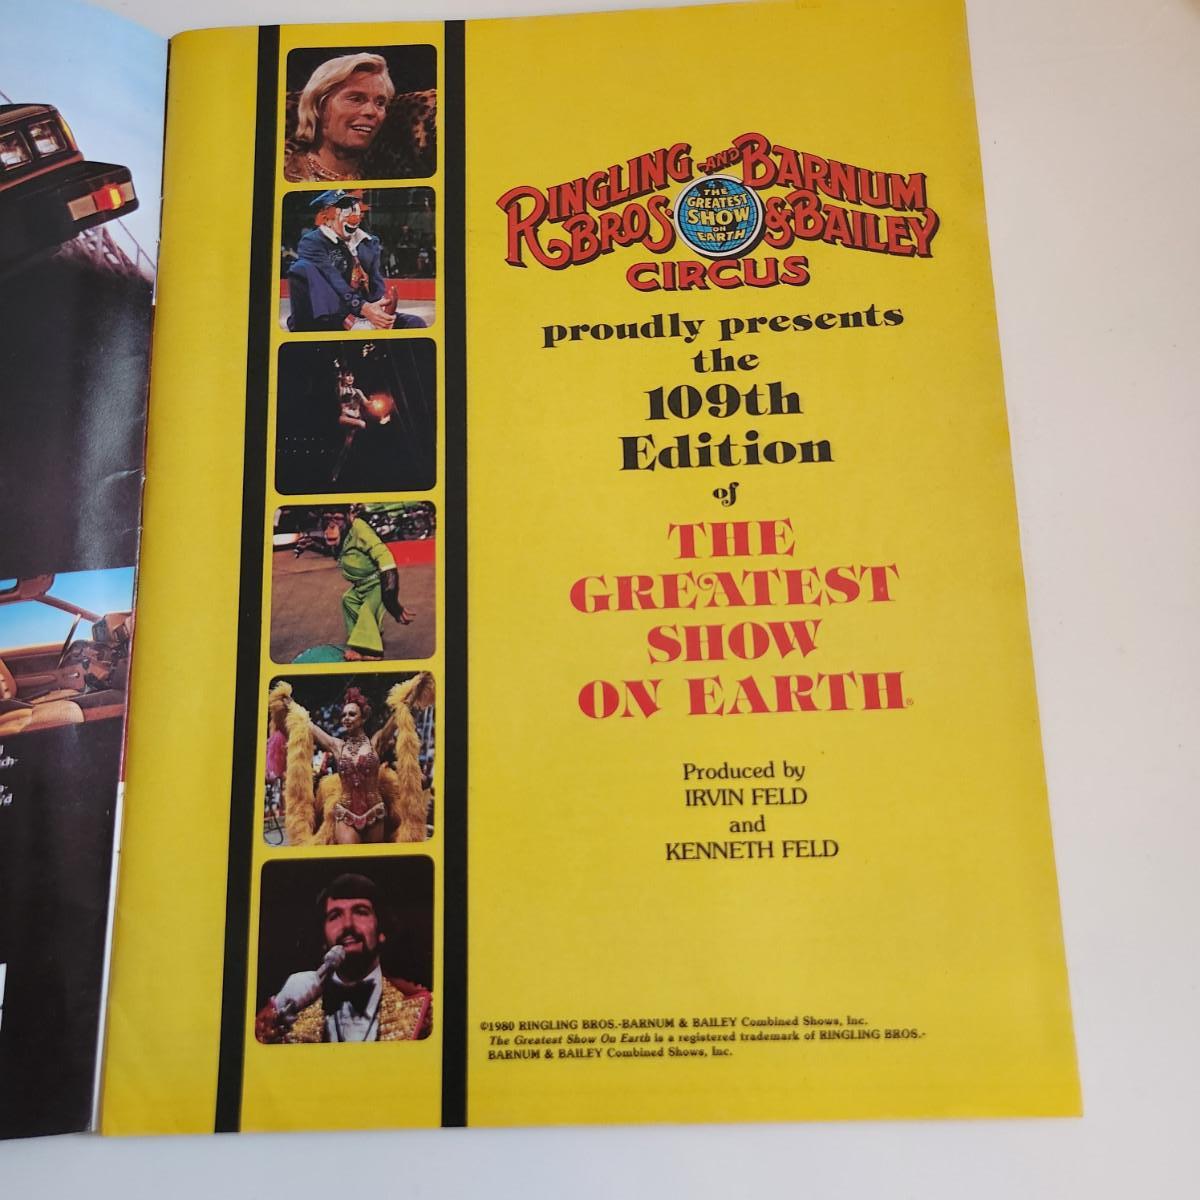 RINGLING AND BARNUM
BROS. & BAILEY
THE
GREATEST
SHOW
ON
EARTH
CIRCUS
proudly presents
the
109th
Edition
of
THE
GREATEST
SHOW
ON EARTH®
Produced by
IRVIN FELD
and
KENNETH FELD
©1980 RINGLING BROS.-BARNUM & BAILEY Combined Shows, Inc.
The Greatest Show On Earth is a registered trademark of RINGLING BROS.-
BARNUM & BAILEY Combined Shows, Inc.